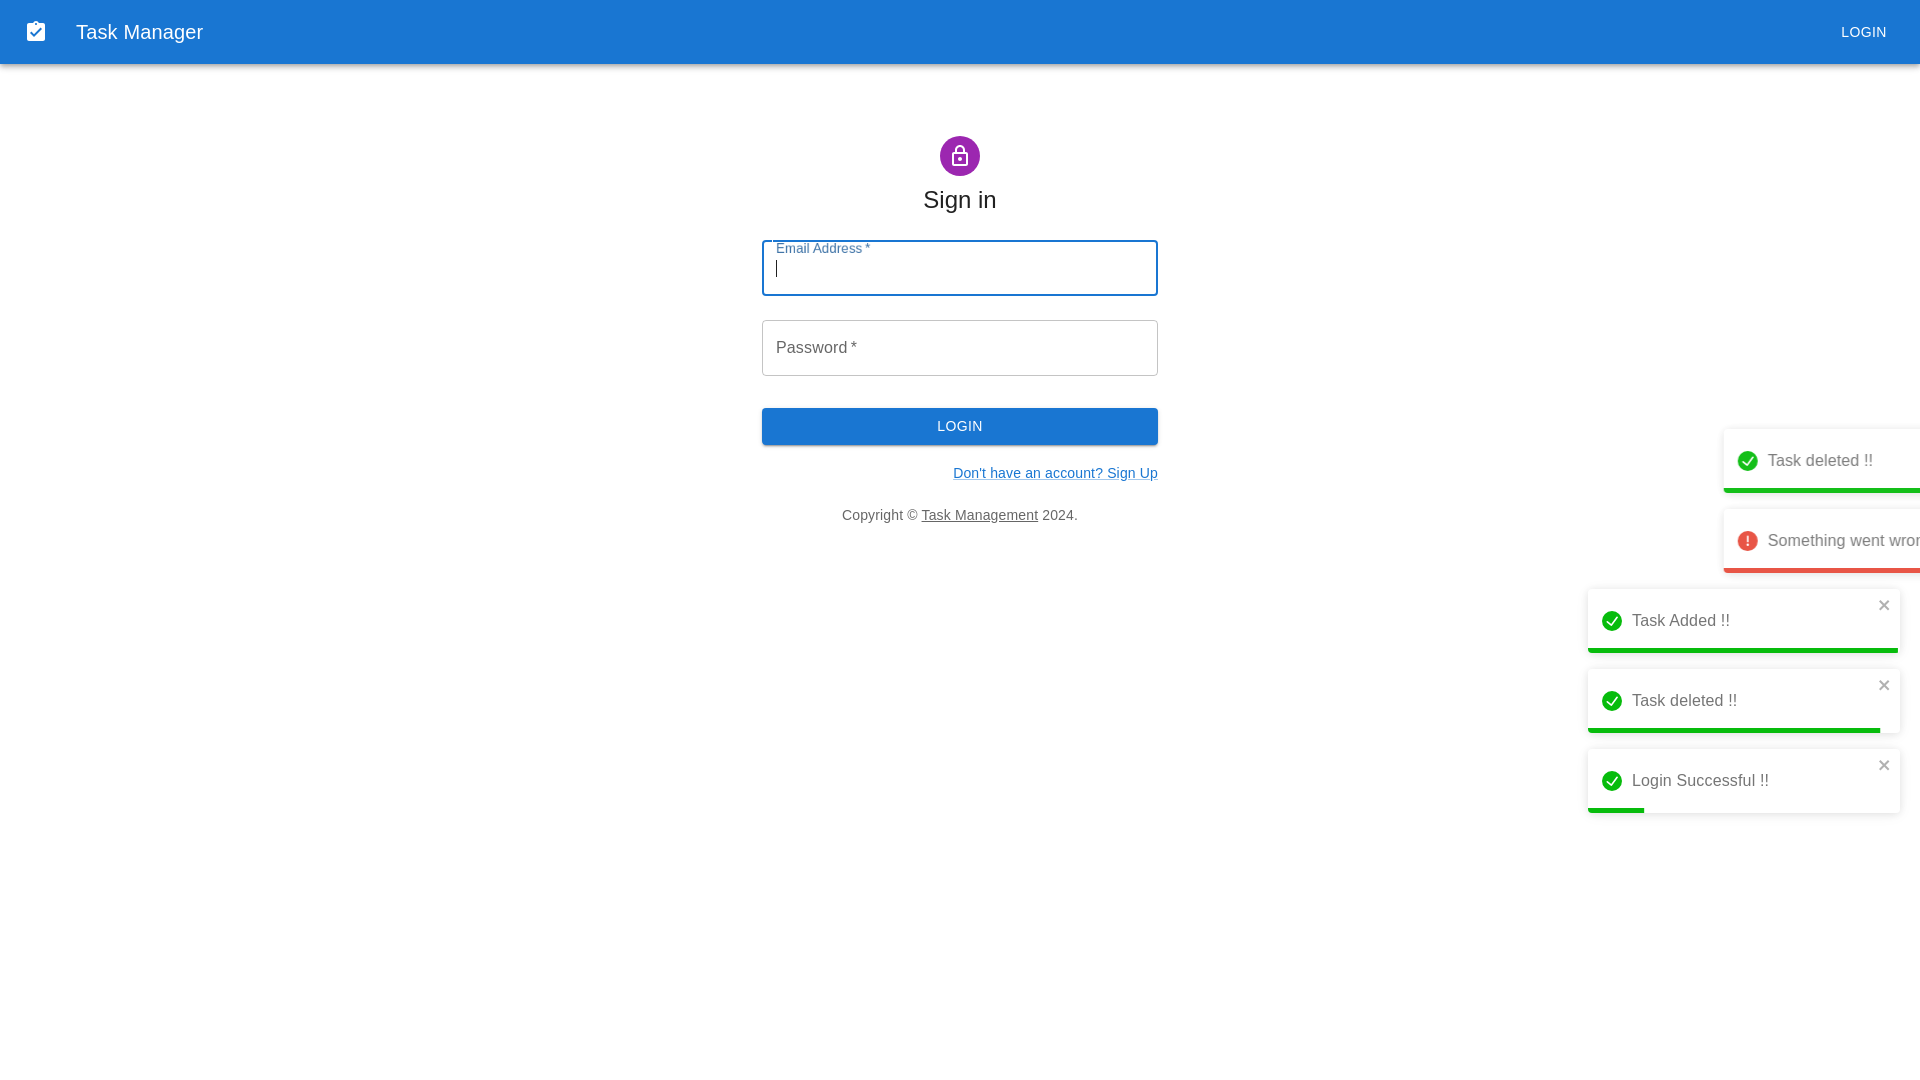 Task Manager
LOGIN
Sign in
Email Address *
Password *
LOGIN
Don't have an account? Sign Up
Copyright © Task Management 2024.
Task deleted !!
Something went wron
Task Added !!
Task deleted !!
Login Successful !!